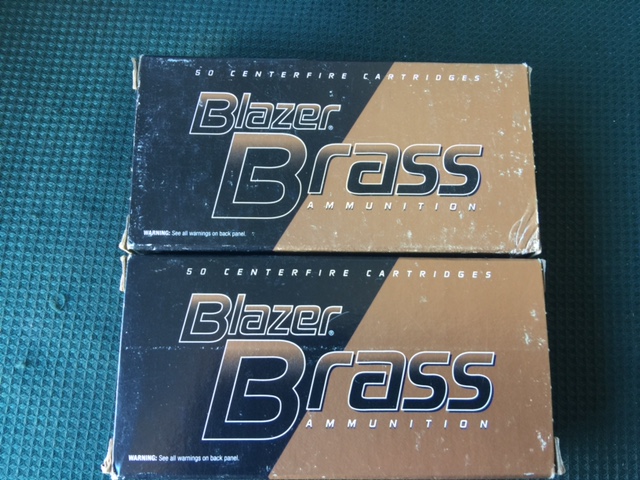 50 CENTERFIRE CARTRIDGES
Blazer®
Brass
AMMUNITION
WARNING: See all warnings on back panel.
50 CENTERFIRE CARTRIDGES
Blazer®
Brass
AMMUNITION
WARNING: See all warnings on back panel.